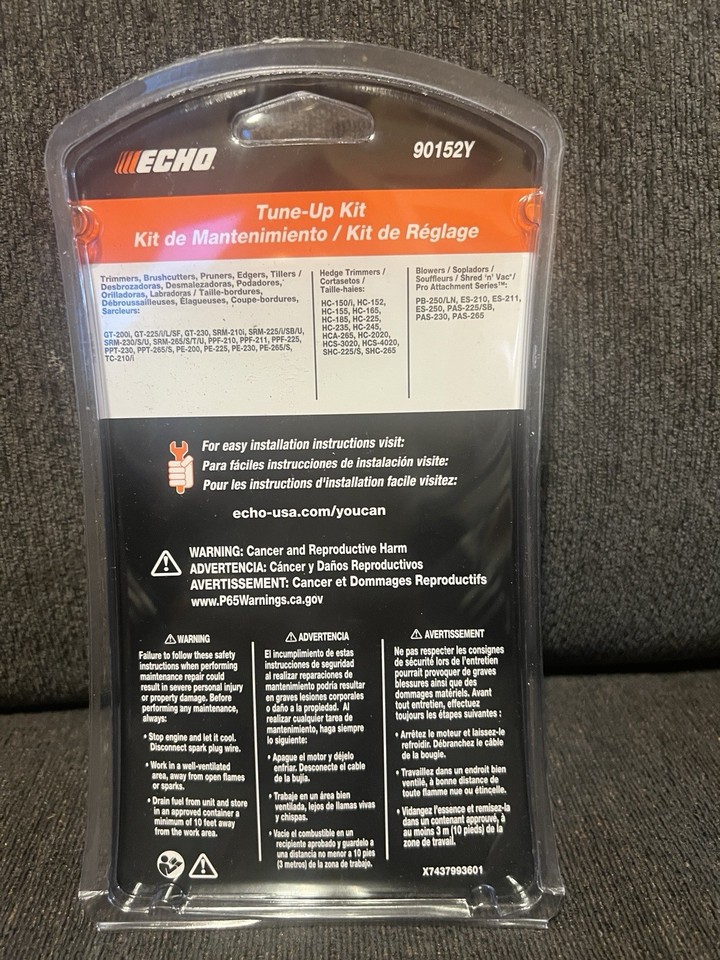 ECHO
90152Y
Tune-Up Kit
Kit de Mantenimiento / Kit de Réglage
Trimmers, Brushcutters, Pruners, Edgers, Tillers /
Desbrozadoras, Desmalezadoras, Podadores,
Orilladoras, Labradoras / Taille-bordures,
Débroussailleuses, Élagueuses, Coupe-bordures,
Sarcleurs:
GT-200i, GT-225/i/L/SF, GT-230, SRM-210i, SRM-225/i/SB/U,
SRM-230/S/U, SRM-265/S/T/U, PPF-210, PPF-211, PPF-225,
PPT-230, PPT-265/S, PE-200, PE-225, PE-230, PE-265/S,
TC-210/i
Hedge Trimmers /
Cortasetos /
Taille-haies:
HC-150/i, HC-152,
HC-155, HC-165,
HC-185, HC-225,
HC-235, HC-245,
HCA-265, HC-2020,
HCS-3020, HCS-4020,
SHC-225/S, SHC-265
Blowers / Sopladors /
Souffleurs / Shred 'n' Vac®/
Pro Attachment Series™:
PB-250/LN, ES-210, ES-211,
ES-250, PAS-225/SB,
PAS-230, PAS-265
For easy installation instructions visit:
Para fáciles instrucciones de instalación visite:
Pour les instructions d'installation facile visitez:
echo-usa.com/youcan
WARNING: Cancer and Reproductive Harm
ADVERTENCIA: Cáncer y Daños Reproductivos
AVERTISSEMENT: Cancer et Dommages Reproductifs
www.P65Warnings.ca.gov
WARNING
Failure to follow these safety
instructions when performing
maintenance repair could
result in severe personal injury
or property damage. Before
performing any maintenance,
always:
• Stop engine and let it cool.
Disconnect spark plug wire.
• Work in a well-ventilated
area, away from open flames
or sparks.
• Drain fuel from unit and store
in an approved container a
minimum of 10 feet away
from the work area.
ADVERTENCIA
El incumplimiento de estas
instrucciones de seguridad
al realizar reparaciones de
mantenimiento podría resultar
en graves lesiones corporales
o daño a la propiedad. Al
realizar cualquier tarea de
mantenimiento, haga siempre
lo siguiente:
• Apague el motor y déjelo
enfriar. Desconecte el cable
de la bujía.
• Trabaje en un área bien
ventilada, lejos de llamas vivas
y chispas.
• Vacíe el combustible en un
recipiente aprobado y guardelo a
una distancia no menor a 10 pies
(3 metros) de la zona de trabajo.
AVERTISSEMENT
Ne pas respecter les consignes
de sécurité lors de l'entretien
pourrait provoquer de graves
blessures ainsi que des
dommages matériels. Avant
tout entretien, effectuez
toujours les étapes suivantes :
• Arrêtez le moteur et laissez-le
refroidir. Débranchez le câble
de la bougie.
• Travaillez dans un endroit bien
ventilé, à bonne distance de
toute flamme nue ou étincelle.
• Vidangez l'essence et remisez-la
dans un contenant approuvé, à
au moins 3 m (10 pieds) de la
zone de travail.
X7437993601